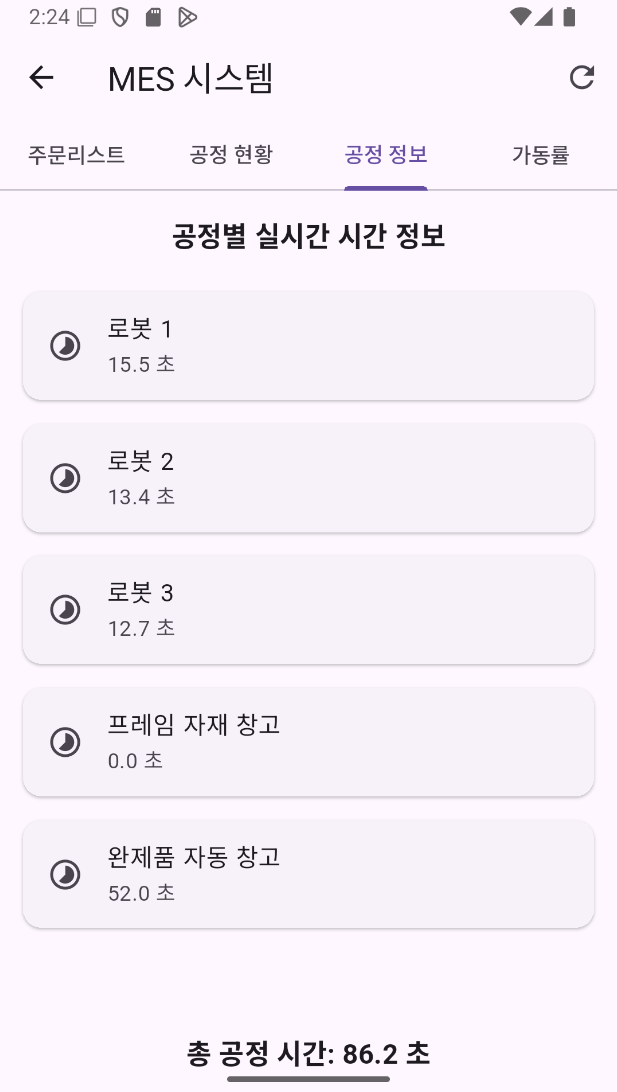 2:24
MES 시스템
주문리스트 공정 현황 공정 정보 가동률
공정별 실시간 시간 정보
로봇 1
15.5 초
로봇 2
13.4 초
로봇 3
12.7 초
프레임 자재 창고
0.0 초
완제품 자동 창고
52.0 초
총 공정 시간: 86.2 초